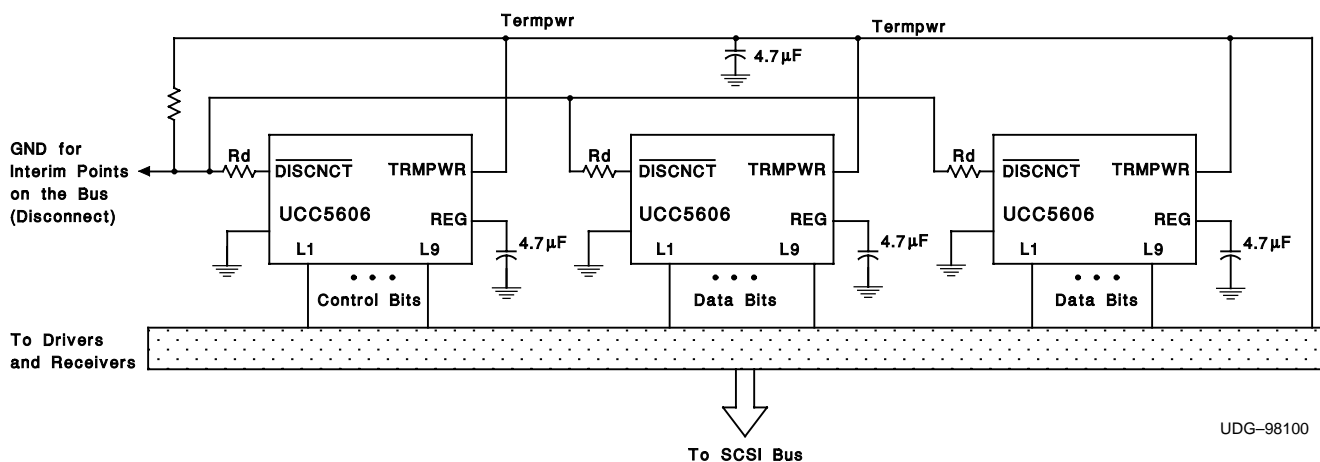 Termpwr
Termpwr
4.7µF
GND for
Interim Points
on the Bus
(Disconnect)
Rd
DISCNCT
TRMPWR
UCC5606
REG
L1
L9
4.7µF
Control Bits
Rd
DISCNCT
TRMPWR
UCC5606
REG
L1
L9
4.7µF
Data Bits
Rd
DISCNCT
TRMPWR
UCC5606
REG
L1
L9
4.7µF
Data Bits
To Drivers
and Receivers
To SCSI Bus
UDG–98100